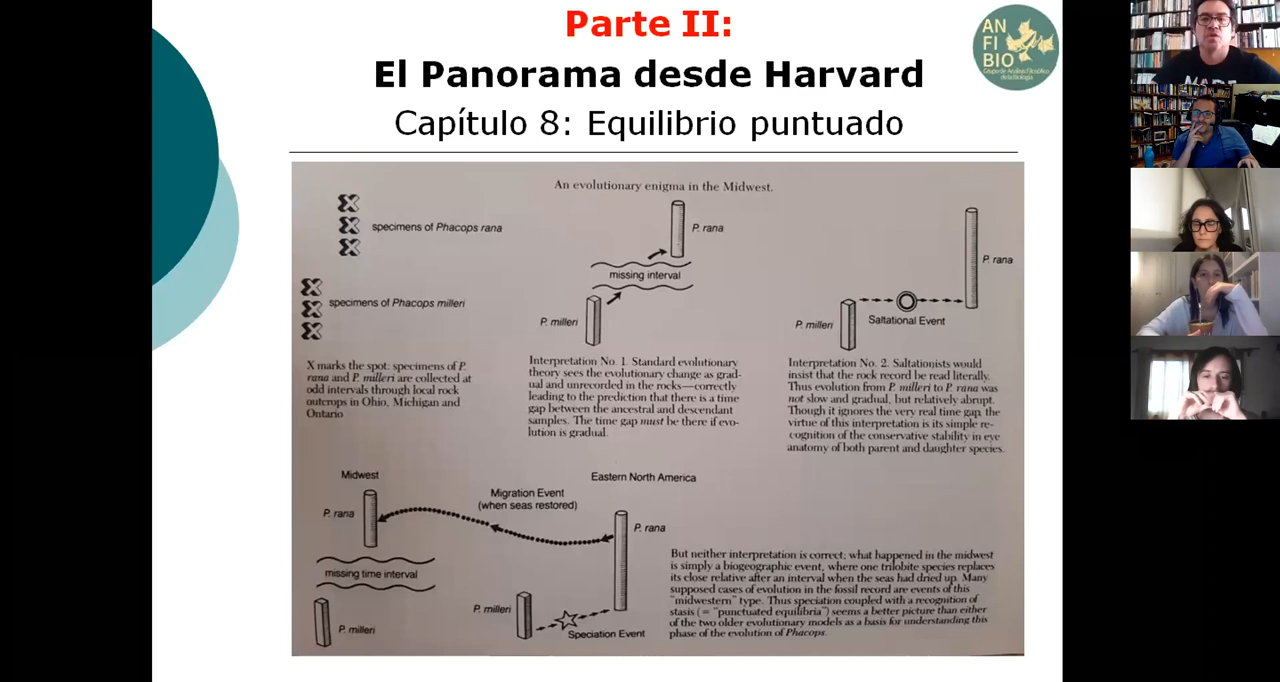 Parte II:
El Panorama desde Harvard
Capítulo 8: Equilibrio puntuado
AN
FI
BIO
Grupo de Análisis Filosófico
de la Biología
An evolutionary enigma in the Midwest.
specimens of Phacops rana
specimens of Phacops milleri
X marks the spot: specimens of P.
rana and P. milleri are collected at
odd intervals through local rock
outcrops in Ohio, Michigan and
Ontario
P. rana
missing interval
P. milleri
Interpretation No. 1. Standard evolutionary
theory sees the evolutionary change as grad-
ual and unrecorded in the rocks—correctly
leading to the prediction that there is a time
gap between the ancestral and descendant
samples. The time gap must be there if evo-
lution is gradual.
P. rana
P. milleri
Saltational Event
Interpretation No. 2. Saltationists would
insist that the rock record be read literally.
Thus evolution from P. milleri to P. rana was
not slow and gradual, but relatively abrupt.
Though it ignores the very real time gap, the
virtue of this interpretation is its simple re-
cognition of the conservative stability in eye
anatomy of both parent and daughter species.
Midwest
P. rana
missing time interval
P. milleri
Migration Event
(when seas restored)
Eastern North America
P. rana
P. milleri
Speciation Event
But neither interpretation is correct; what happened in the midwest
is simply a biogeographic event, where one trilobite species replaces
its close relative after an interval when the seas had dried up. Many
supposed cases of evolution in the fossil record are events of this
"midwestern" type. Thus speciation coupled with a recognition of
stasis (= "punctuated equilibria") seems a better picture than either
of the two older evolutionary models as a basis for understanding this
phase of the evolution of Phacops.